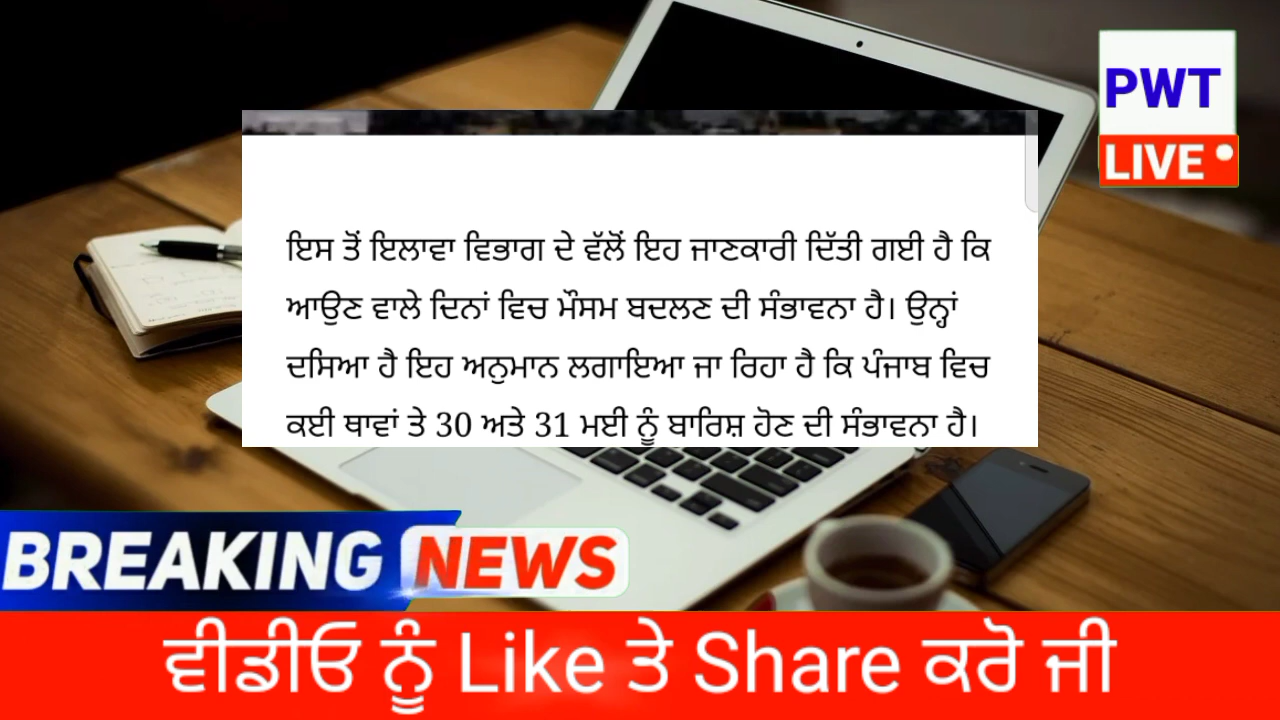 PWT
LIVE
ਇਸ ਤੋਂ ਇਲਾਵਾ ਵਿਭਾਗ ਦੇ ਵੱਲੋਂ ਇਹ ਜਾਣਕਾਰੀ ਦਿੱਤੀ ਗਈ ਹੈ ਕਿ
ਆਉਣ ਵਾਲੇ ਦਿਨਾਂ ਵਿਚ ਮੌਸਮ ਬਦਲਣ ਦੀ ਸੰਭਾਵਨਾ ਹੈ। ਉਨ੍ਹਾਂ
ਦਸਿਆ ਹੈ ਇਹ ਅਨੁਮਾਨ ਲਗਾਇਆ ਜਾ ਰਿਹਾ ਹੈ ਕਿ ਪੰਜਾਬ ਵਿਚ
ਕਈ ਥਾਵਾਂ ਤੇ 30 ਅਤੇ 31 ਮਈ ਨੂੰ ਬਾਰਿਸ਼ ਹੋਣ ਦੀ ਸੰਭਾਵਨਾ ਹੈ।
BREAKING NEWS
ਵੀਡੀਓ ਨੂੰ Like ਤੇ Share ਕਰੋ ਜੀ